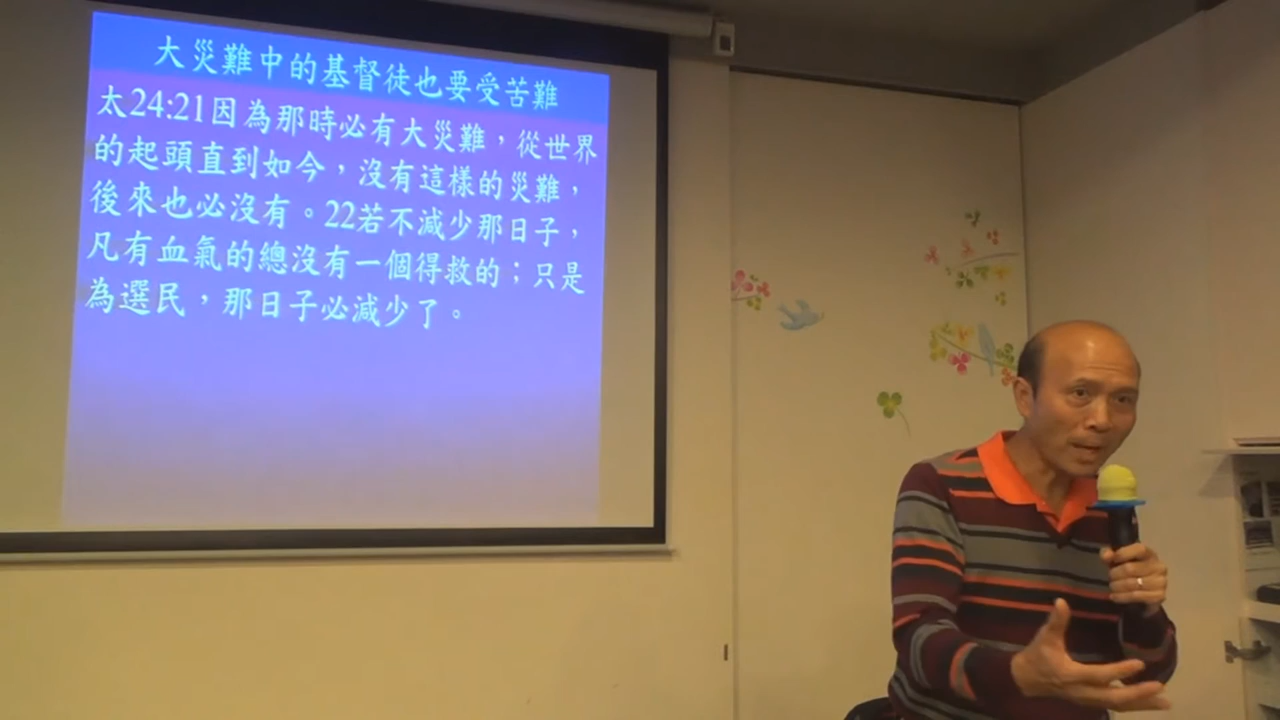 大災難中的基督徒也要受苦難
太24:21因為那時必有大災難，從世界
的起頭直到如今，沒有這樣的災難，
後來也必沒有。22若不減少那日子，
凡有血氣的總沒有一個得救的；只是
為選民，那日子必減少了。